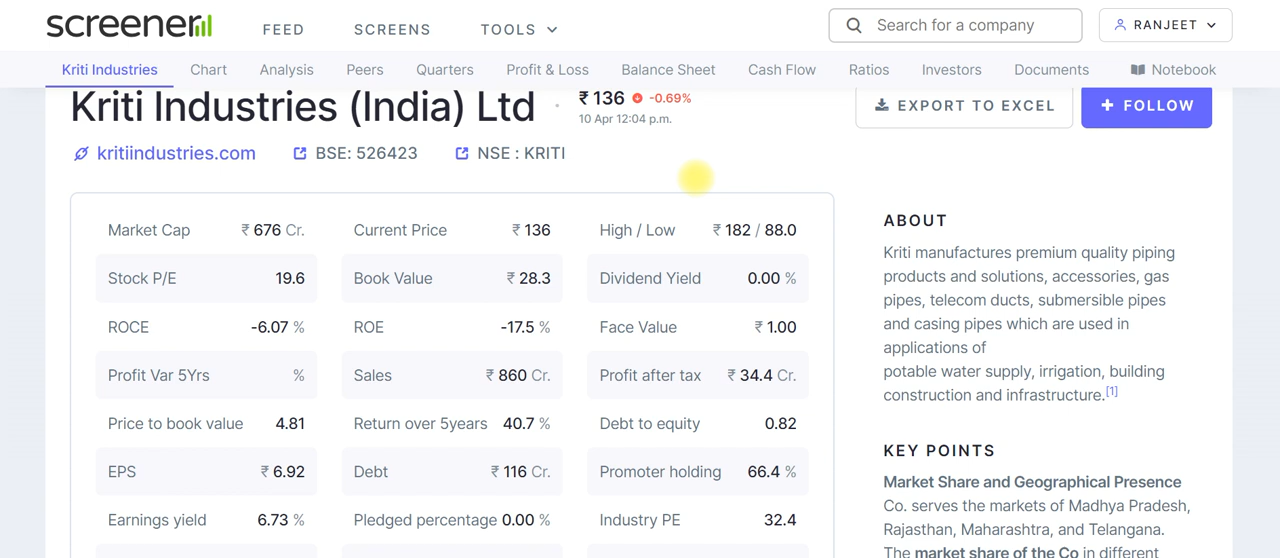 screener
FEED SCREENS TOOLS
Search for a company
RANJEET
Kriti Industries Chart Analysis Peers Quarters Profit & Loss Balance Sheet Cash Flow Ratios Investors Documents Notebook
Kriti Industries (India) Ltd
₹ 136 -0.69%
10 Apr 12:04 p.m.
EXPORT TO EXCEL
FOLLOW
kritiindustries.com BSE: 526423 NSE : KRITI
Market Cap ₹ 676 Cr. Current Price ₹ 136 High / Low ₹ 182 / 88.0
Stock P/E 19.6 Book Value ₹ 28.3 Dividend Yield 0.00 %
ROCE -6.07 % ROE -17.5 % Face Value ₹ 1.00
Profit Var 5Yrs % Sales ₹ 860 Cr. Profit after tax ₹ 34.4 Cr.
Price to book value 4.81 Return over 5years 40.7 % Debt to equity 0.82
EPS ₹ 6.92 Debt ₹ 116 Cr. Promoter holding 66.4 %
Earnings yield 6.73 % Pledged percentage 0.00 % Industry PE 32.4
ABOUT
Kriti manufactures premium quality piping
products and solutions, accessories, gas
pipes, telecom ducts, submersible pipes
and casing pipes which are used in
applications of
potable water supply, irrigation, building
construction and infrastructure.[1]
KEY POINTS
Market Share and Geographical Presence
Co. serves the markets of Madhya Pradesh,
Rajasthan, Maharashtra, and Telangana.
The market share of the Co in different